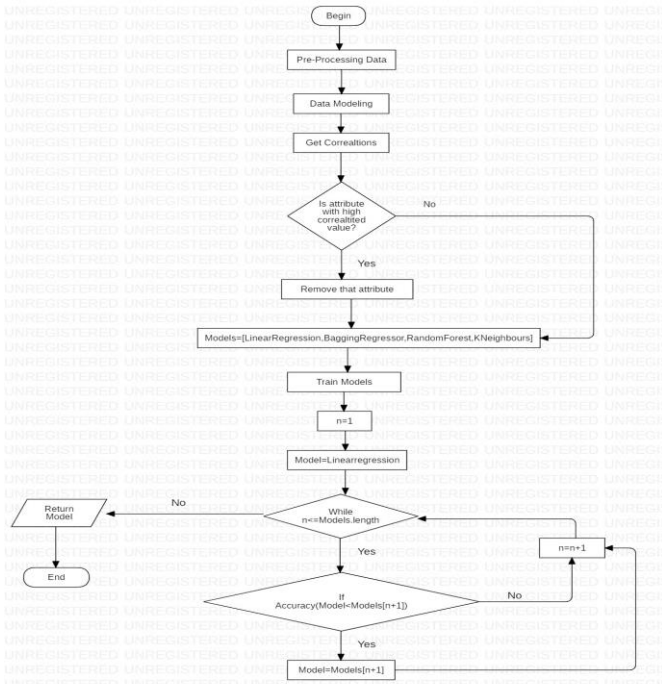 Begin
Pre-Processing Data
Data Modeling
Get Correaltions
Is attribute
with high
correaltited
value?
No
Yes
Remove that attribute
Models=[LinearRegression,BaggingRegressor,RandomForest,KNeighbours]
Train Models
n=1
Model=Linearregression
While
n<=Models.length
No
Return
Model
End
Yes
n=n+1
If
Accuracy(Model<Models[n+1])
No
Yes
Model=Models[n+1]
UNREGISTERED